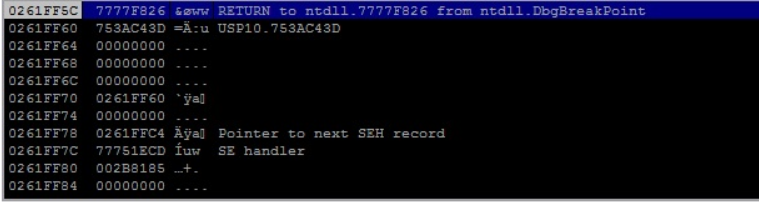 0261FF5C 7777F826 &øww RETURN to ntdll.7777F826 from ntdll.DbgBreakPoint
0261FF60 753AC43D =Ä:u USP10.753AC43D
0261FF64 00000000 ....
0261FF68 00000000 ....
0261FF6C 00000000 ....
0261FF70 0261FF60 `ÿa▯
0261FF74 00000000 ....
0261FF78 0261FFC4 Äÿa▯ Pointer to next SEH record
0261FF7C 77751ECD Íuw SE handler
0261FF80 002B8185 …+.
0261FF84 00000000 ....